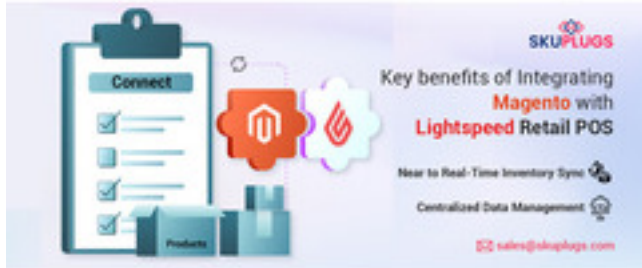 SKUPLUGS
Connect
Key benefits of Integrating
Magento with
Lightspeed Retail POS
Near to Real-Time Inventory Sync
Centralized Data Management
Products
sales@skuplugs.com